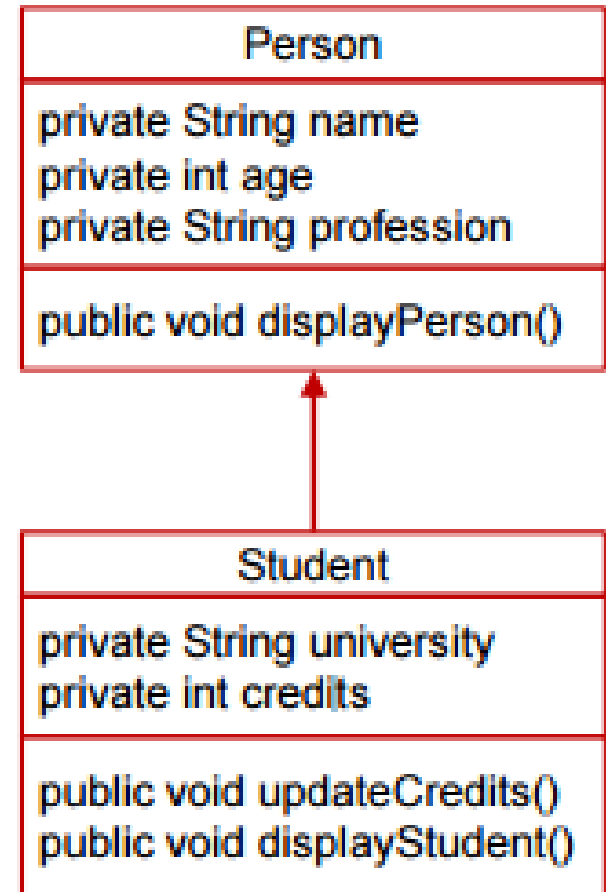 Person
private String name
private int age
private String profession
public void displayPerson()
Student
private String university
private int credits
public void updateCredits()
public void displayStudent()